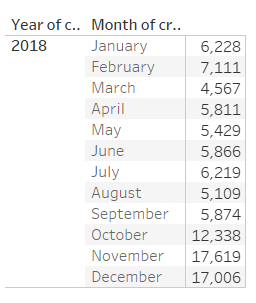 Year of c.. Month of cr..
2018 January 6,228
February 7,111
March 4,567
April 5,811
May 5,429
June 5,866
July 6,219
August 5,109
September 5,874
October 12,338
November 17,619
December 17,006